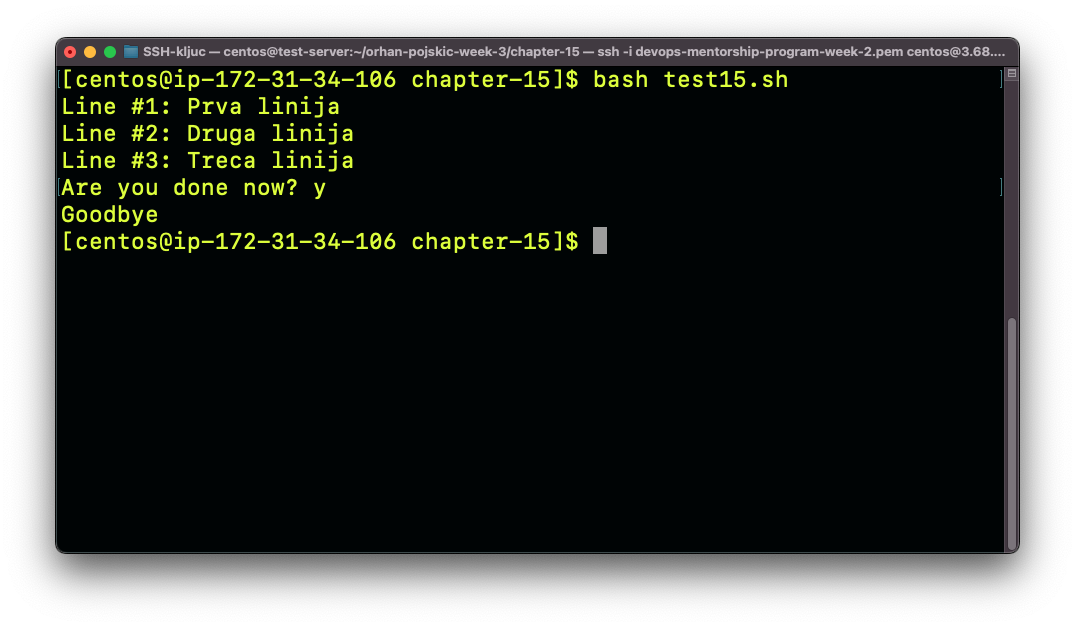 SSH-kljuc — centos@test-server:~/orhan-pojskic-week-3/chapter-15 — ssh -i devops-mentorship-program-week-2.pem centos@3.68....
[centos@ip-172-31-34-106 chapter-15]$ bash test15.sh
Line #1: Prva linija
Line #2: Druga linija
Line #3: Treca linija
Are you done now? y
Goodbye
[centos@ip-172-31-34-106 chapter-15]$